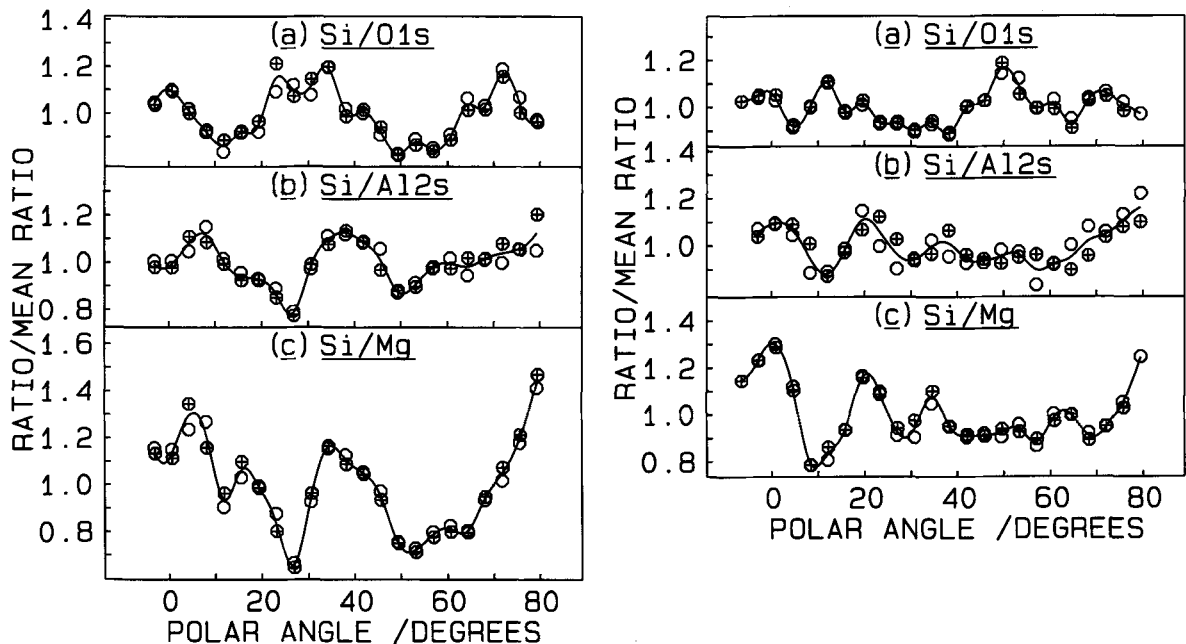 RATIO/MEAN RATIO
1.4
(a) Si/O1s
1.2
1.0
(b) Si/Al2s
1.2
1.0
0.8
(c) Si/Mg
1.6
1.4
1.2
1.0
0.8
0 20 40 60 80
POLAR ANGLE /DEGREES
RATIO/MEAN RATIO
(a) Si/O1s
1.2
1.0
1.4
(b) Si/Al2s
1.2
1.0
(c) Si/Mg
1.4
1.2
1.0
0.8
0 20 40 60 80
POLAR ANGLE /DEGREES